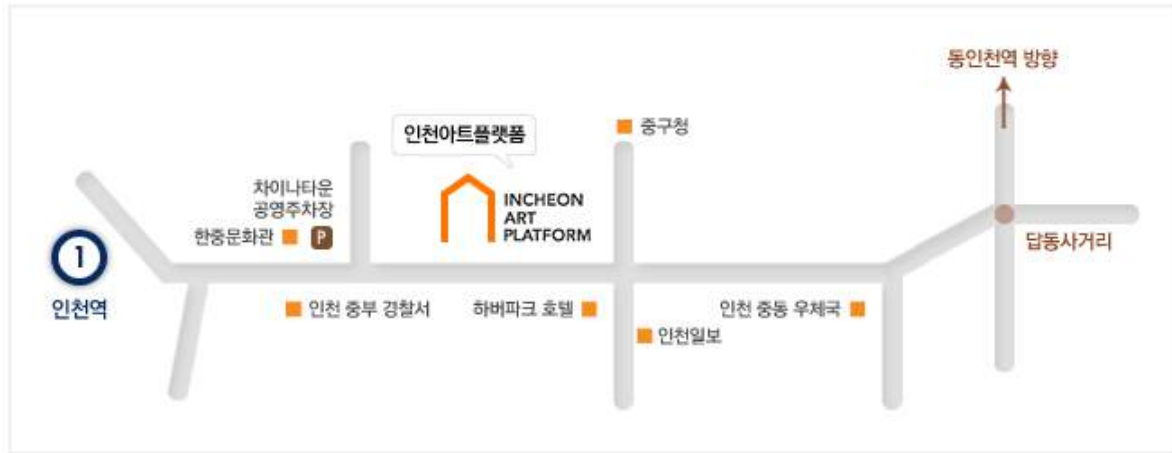 동인천역 방향
중구청
인천아트플랫폼
차이나타운
공영주차장
한중문화관
P
INCHEON
ART
PLATFORM
답동사거리
1
인천역
인천 중부 경찰서
하버파크 호텔
인천 중동 우체국
인천일보